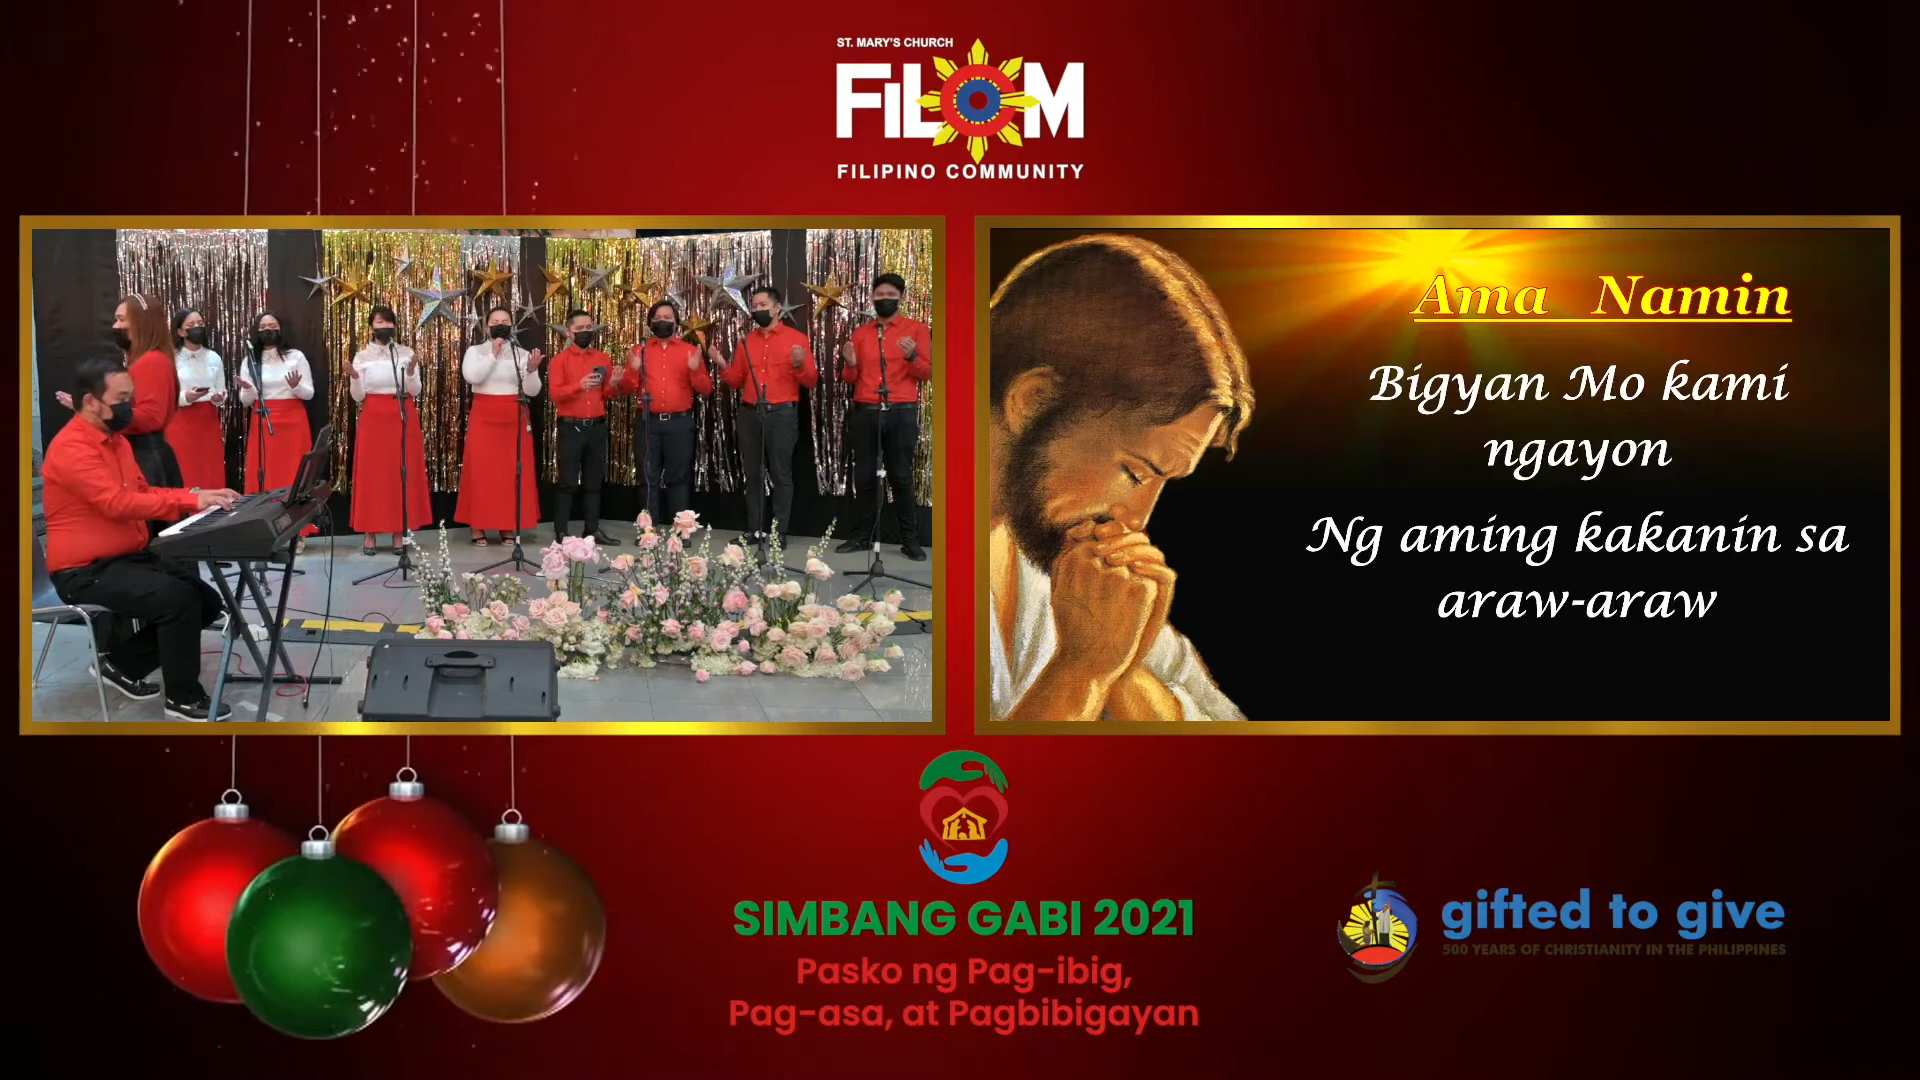 ST. MARY'S CHURCH
FILCOM
FILIPINO COMMUNITY
Ama Namin
Bigyan Mo kami
ngayon
Ng aming kakanin sa
araw-araw
SIMBANG GABI 2021
Pasko ng Pag-ibig,
Pag-asa, at Pagbibigayan
gifted to give
500 YEARS OF CHRISTIANITY IN THE PHILIPPINES